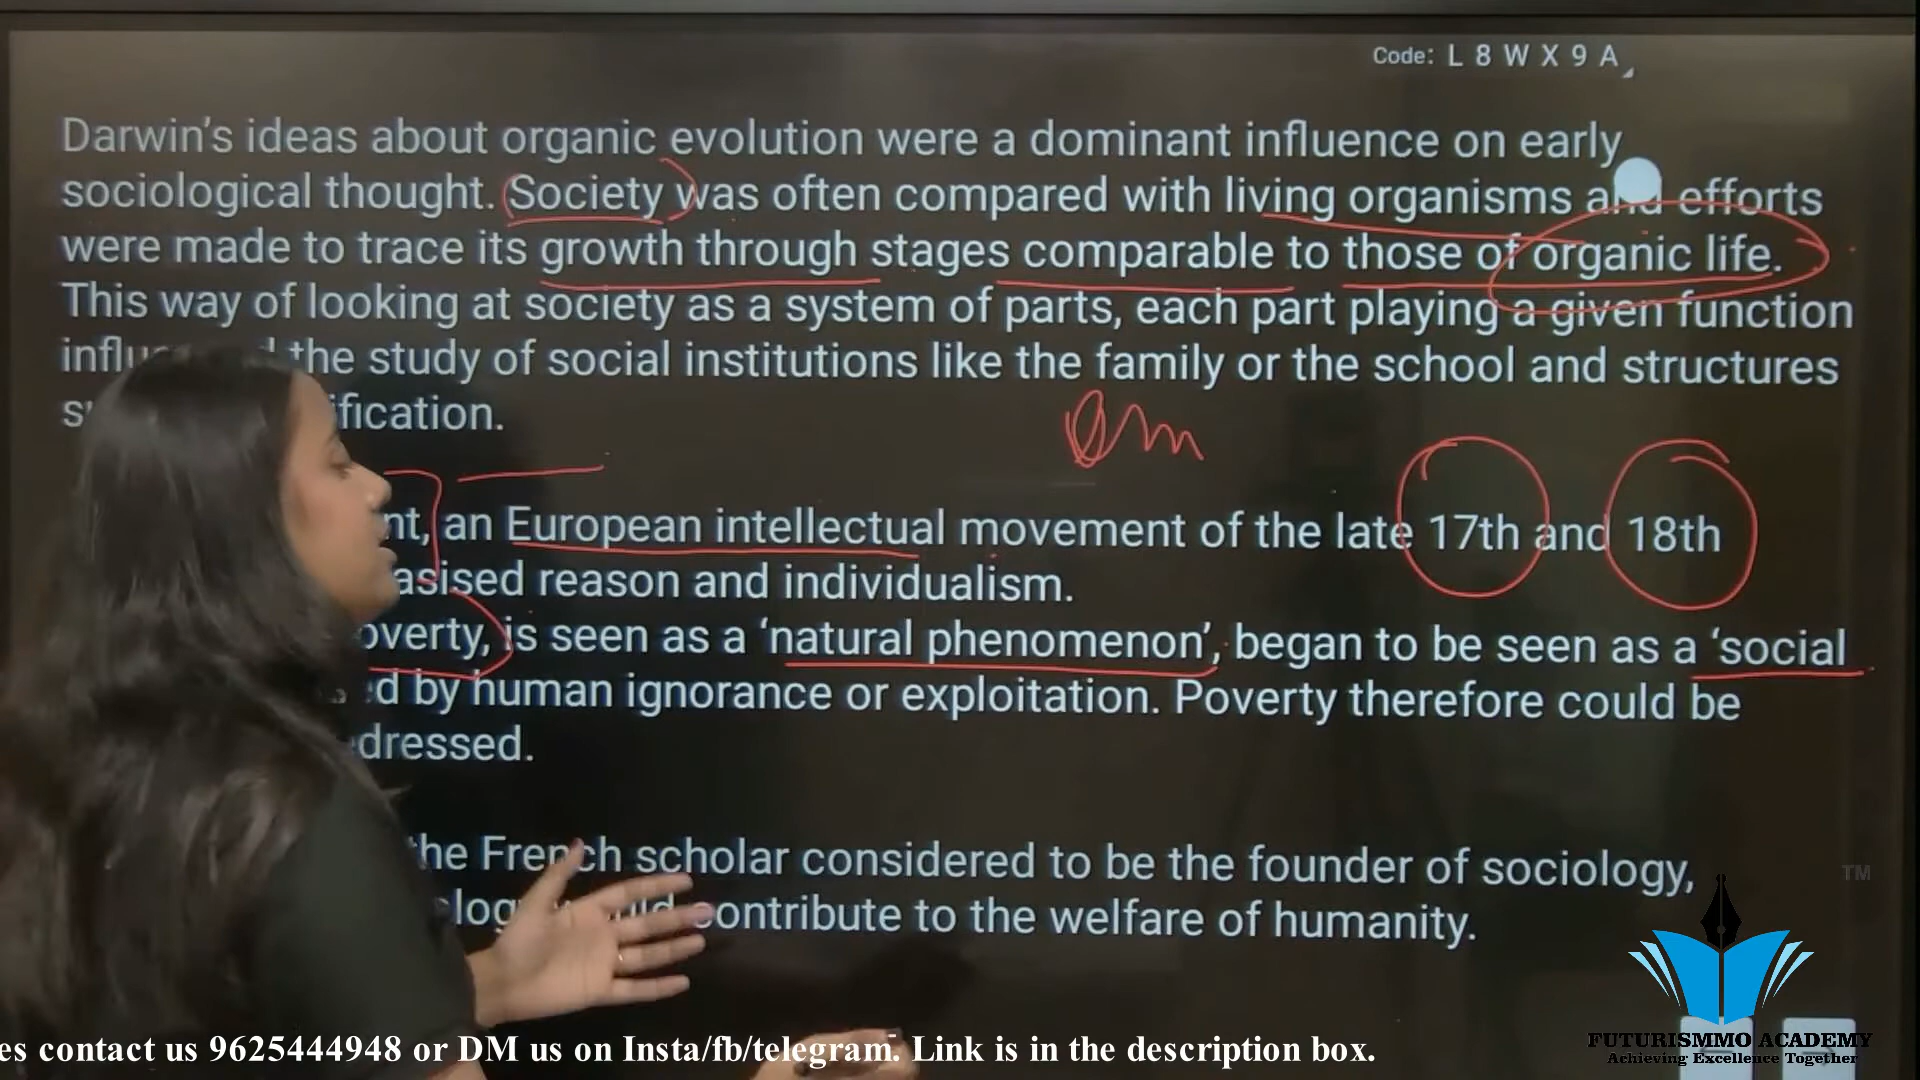 Code: L 8 W X 9 A
Darwin's ideas about organic evolution were a dominant influence on early
sociological thought. Society was often compared with living organisms and efforts
were made to trace its growth through stages comparable to those of organic life.
This way of looking at society as a system of parts, each part playing a given function
the study of social institutions like the family or the school and structures
an European intellectual movement of the late 17th and 18th
reason and individualism.
is seen as a ‘natural phenomenon’, began to be seen as a ‘social
by human ignorance or exploitation. Poverty therefore could be
the French scholar considered to be the founder of sociology,
contribute to the welfare of humanity.
TM
FUTURISMMO ACADEMY
Achieving Excellence Together
es contact us 9625444948 or DM us on Insta/fb/telegram. Link is in the description box.